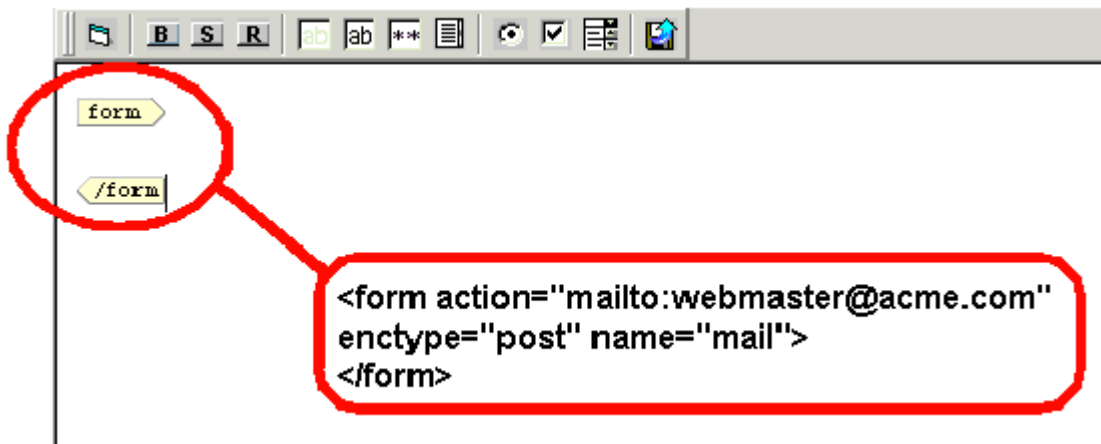 B S R ab ab **
form
/form
<form action="mailto:webmaster@acme.com"
enctype="post" name="mail">
</form>